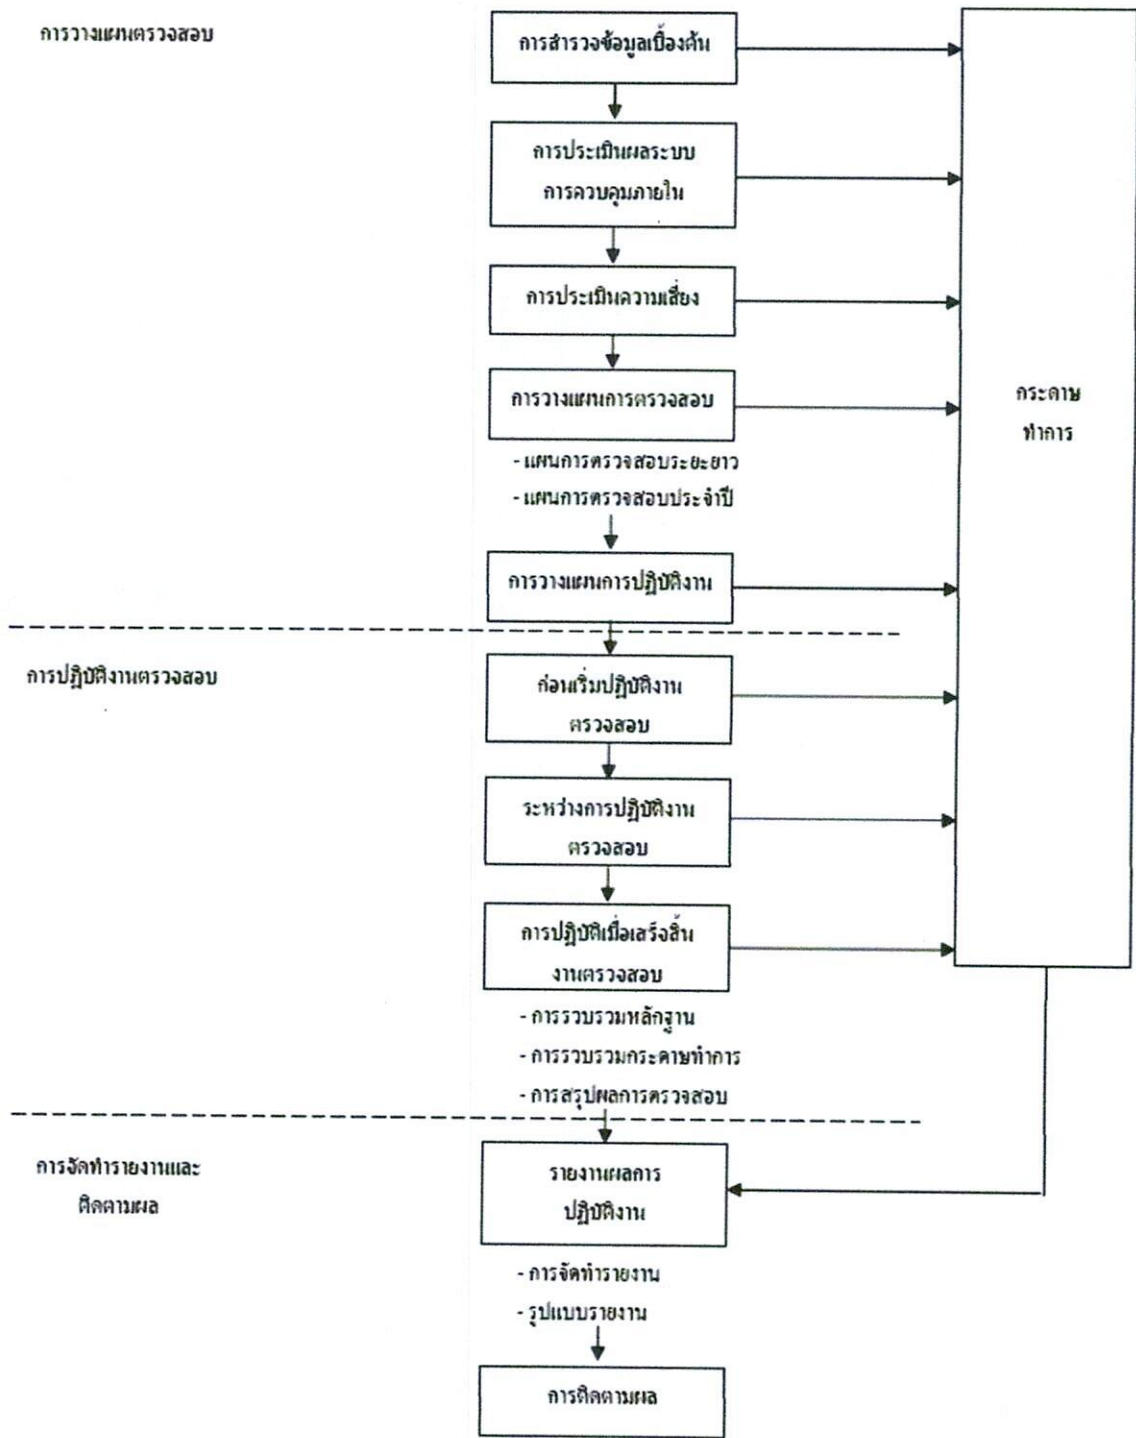 การวางแผนตรวจสอบ
การสำรวจข้อมูลเบื้องต้น
การประเมินผลระบบ
การควบคุมภายใน
การประเมินความเสี่ยง
การวางแผนการตรวจสอบ
- แผนการตรวจสอบระยะยาว
- แผนการตรวจสอบประจำปี
การวางแผนการปฏิบัติงาน
กระดาษ
ทำการ
การปฏิบัติงานตรวจสอบ
ก่อนเริ่มปฏิบัติงาน
ตรวจสอบ
ระหว่างการปฏิบัติงาน
ตรวจสอบ
การปฏิบัติเมื่อเสร็จสิ้น
งานตรวจสอบ
- การรวบรวมหลักฐาน
- การรวบรวมกระดาษทำการ
- การสรุปผลการตรวจสอบ
การจัดทำรายงานและ
ติดตามผล
รายงานผลการ
ปฏิบัติงาน
- การจัดทำรายงาน
- รูปแบบรายงาน
การติดตามผล